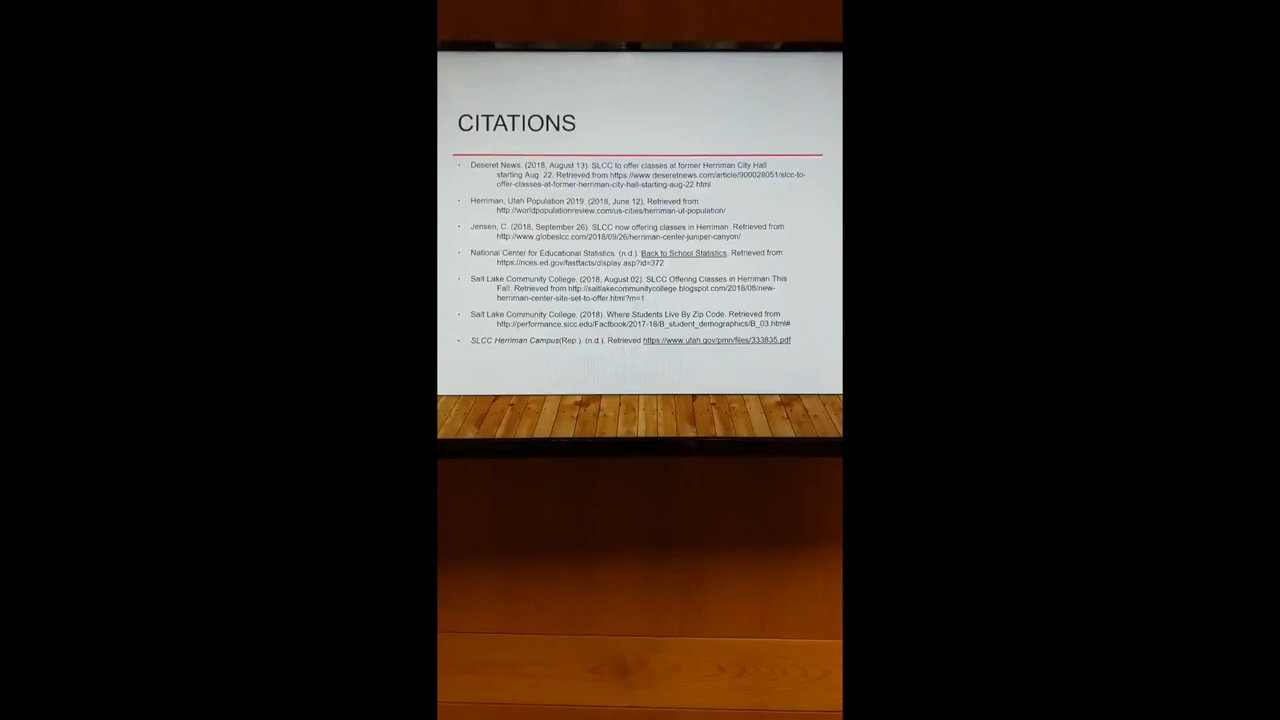 CITATIONS
Deseret News. (2018, August 13). SLCC to offer classes at former Herriman City Hall
starting Aug. 22. Retrieved from https://www.deseretnews.com/article/900028051/slcc-to-
offer-classes-at-former-herriman-city-hall-starting-aug-22.html
Herriman, Utah Population 2019. (2018, June 12). Retrieved from
http://worldpopulationreview.com/us-cities/herriman-ut-population/
Jensen, C. (2018, September 26). SLCC now offering classes in Herriman. Retrieved from
http://www.globeslcc.com/2018/09/26/herriman-center-juniper-canyon/
National Center for Educational Statistics. (n.d.). Back to School Statistics. Retrieved from
https://nces.ed.gov/fastfacts/display.asp?id=372
Salt Lake Community College. (2018, August 02). SLCC Offering Classes in Herriman This
Fall. Retrieved from http://saltlakecommunitycollege.blogspot.com/2018/08/new-
herriman-center-site-set-to-offer.html?m=1
Salt Lake Community College. (2018). Where Students Live By Zip Code. Retrieved from
http://performance.slcc.edu/Factbook/2017-18/B_student_demographics/B_03.html#
SLCC Herriman Campus(Rep.). (n.d.). Retrieved https://www.utah.gov/pmn/files/333835.pdf